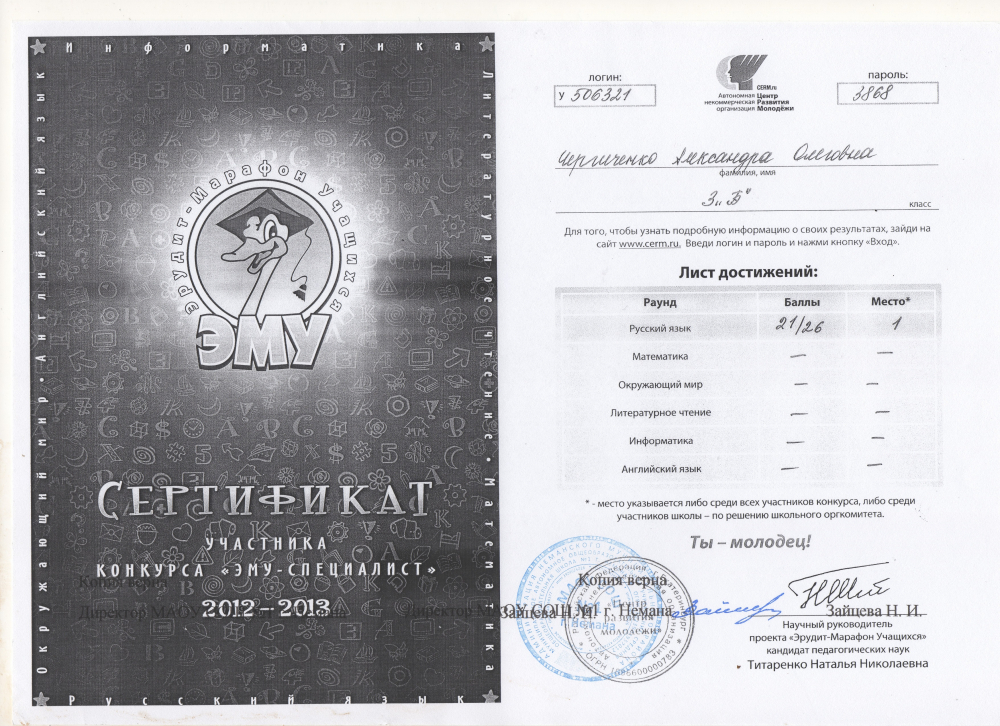 Информатика
Литературное чтение • Математика
Русский язык
Окружающий мир • Английский язык
Эрудит-Марафон Учащихся
ЭМУ
СЕРТИФИКАТ
УЧАСТНИКА
КОНКУРСА «ЭМУ-СПЕЦИАЛИСТ»
2012 - 2013
Копия верна
Директор МАОУ
логин:
У 506321
CERM.ru
Автономная некоммерческая организация
Центр Развития Молодёжи
пароль:
3868
Александра Олеговна
фамилия, имя
3 „Б“
класс
Для того, чтобы узнать подробную информацию о своих результатах, зайди на
сайт www.cerm.ru. Введи логин и пароль и нажми кнопку «Вход».
Лист достижений:
Раунд Баллы Место*
Русский язык 21/26 1
Математика — —
Окружающий мир — —
Литературное чтение — —
Информатика — —
Английский язык — —
* - место указывается либо среди всех участников конкурса, либо среди
участников школы – по решению школьного оргкомитета.
Ты – молодец!
Копия верна
директор МАОУ СОШ №1 г. Немана Зайцева Н. И.
Научный руководитель
проекта «Эрудит-Марафон Учащихся»
кандидат педагогических наук
Титаренко Наталья Николаевна